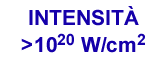 INTENSITÀ
>10²⁰ W/cm²